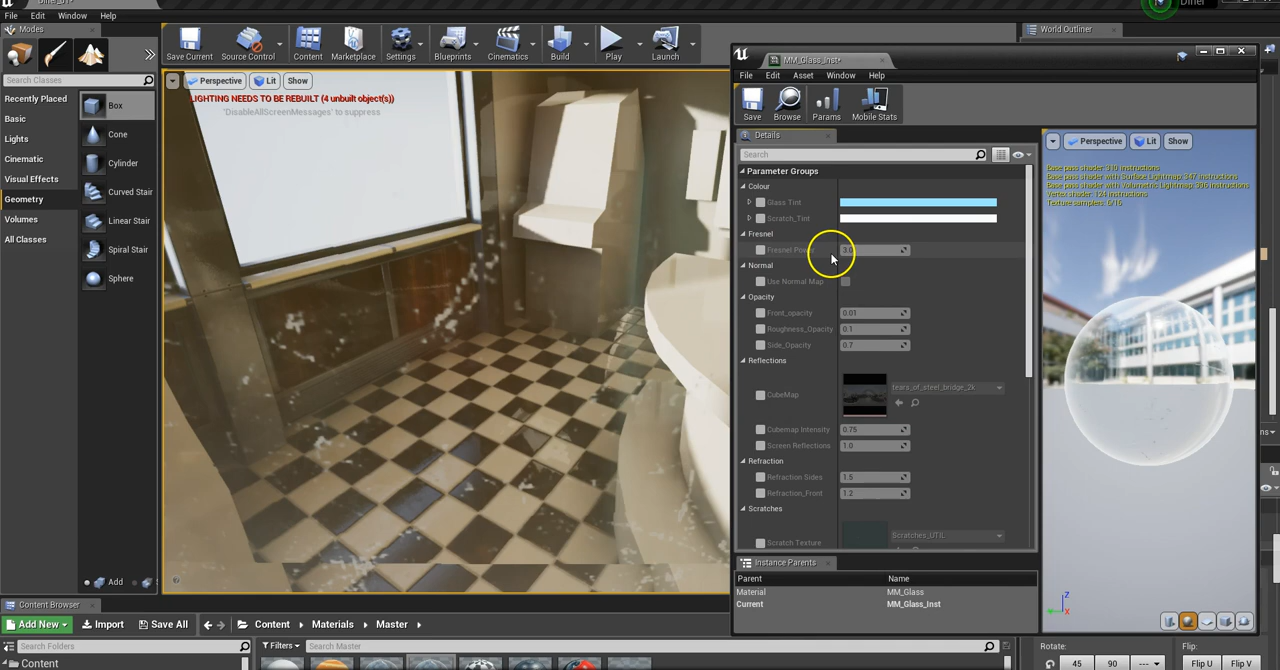 Diner_01*
Diner
File Edit Window Help
Modes
World Outliner
Search Classes
Recently Placed
Basic
Lights
Cinematic
Visual Effects
Geometry
Volumes
All Classes
Box
Cone
Cylinder
Curved Stair
Linear Stair
Spiral Stair
Sphere
Add
Save Current
Source Control
Content
Marketplace
Settings
Blueprints
Cinematics
Build
Play
Launch
Perspective Lit Show
LIGHTING NEEDS TO BE REBUILT (4 unbuilt object(s))
'DisableAllScreenMessages' to suppress
MM_Glass_Inst*
File Edit Asset Window Help
Save Browse Params Mobile Stats
Details
Search
Parameter Groups
Colour
Glass Tint
Scratch_Tint
Fresnel
Fresnel Power 3.0
Normal
Use Normal Map
Opacity
Front_opacity 0.01
Roughness_Opacity 0.1
Side_Opacity 0.7
Reflections
CubeMap tears_of_steel_bridge_2k
Cubemap Intensity 0.75
Screen Reflections 1.0
Refraction
Refraction Sides 1.5
Refraction_Front 1.2
Scratches
Scratch Texture Scratches_UTIL
Instance Parents
Parent Name
Material MM_Glass
Current MM_Glass_Inst
Perspective Lit Show
Base pass shader: 310 instructions
Base pass shader with Surface Lightmap: 347 instructions
Base pass shader with Volumetric Lightmap: 396 instructions
Vertex shader: 124 instructions
Texture samplers: 6/16
Z
X
Content Browser
Add New Import Save All Content Materials Master
Search Folders
Filters Search Master
Content
Rotate: Flip:
45 90 --- Flip U Flip V